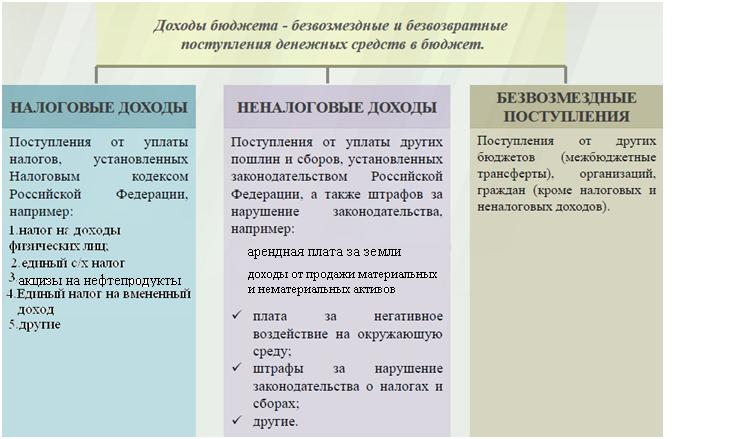 Доходы бюджета - безвозмездные и безвозвратные
поступления денежных средств в бюджет.
НАЛОГОВЫЕ ДОХОДЫ
Поступления от уплаты
налогов, установленных
Налоговым кодексом
Российской Федерации,
например:
1.налог на доходы
физических лиц;
2.единый с/х налог
3 акцизы на нефтепродукты
4.Единый налог на вмененный
доход
5.другие
НЕНАЛОГОВЫЕ ДОХОДЫ
Поступления от уплаты других
пошлин и сборов, установленных
законодательством Российской
Федерации, а также штрафов за
нарушение законодательства,
например:
арендная плата за земли
доходы от продажи материальных
и нематериальных активов
✓ плата за негативное
воздействие на окружающую
среду;
✓ штрафы за нарушение
законодательства о налогах и
сборах;
✓ другие.
БЕЗВОЗМЕЗДНЫЕ
ПОСТУПЛЕНИЯ
Поступления от других
бюджетов (межбюджетные
трансферты), организаций,
граждан (кроме налоговых и
неналоговых доходов).